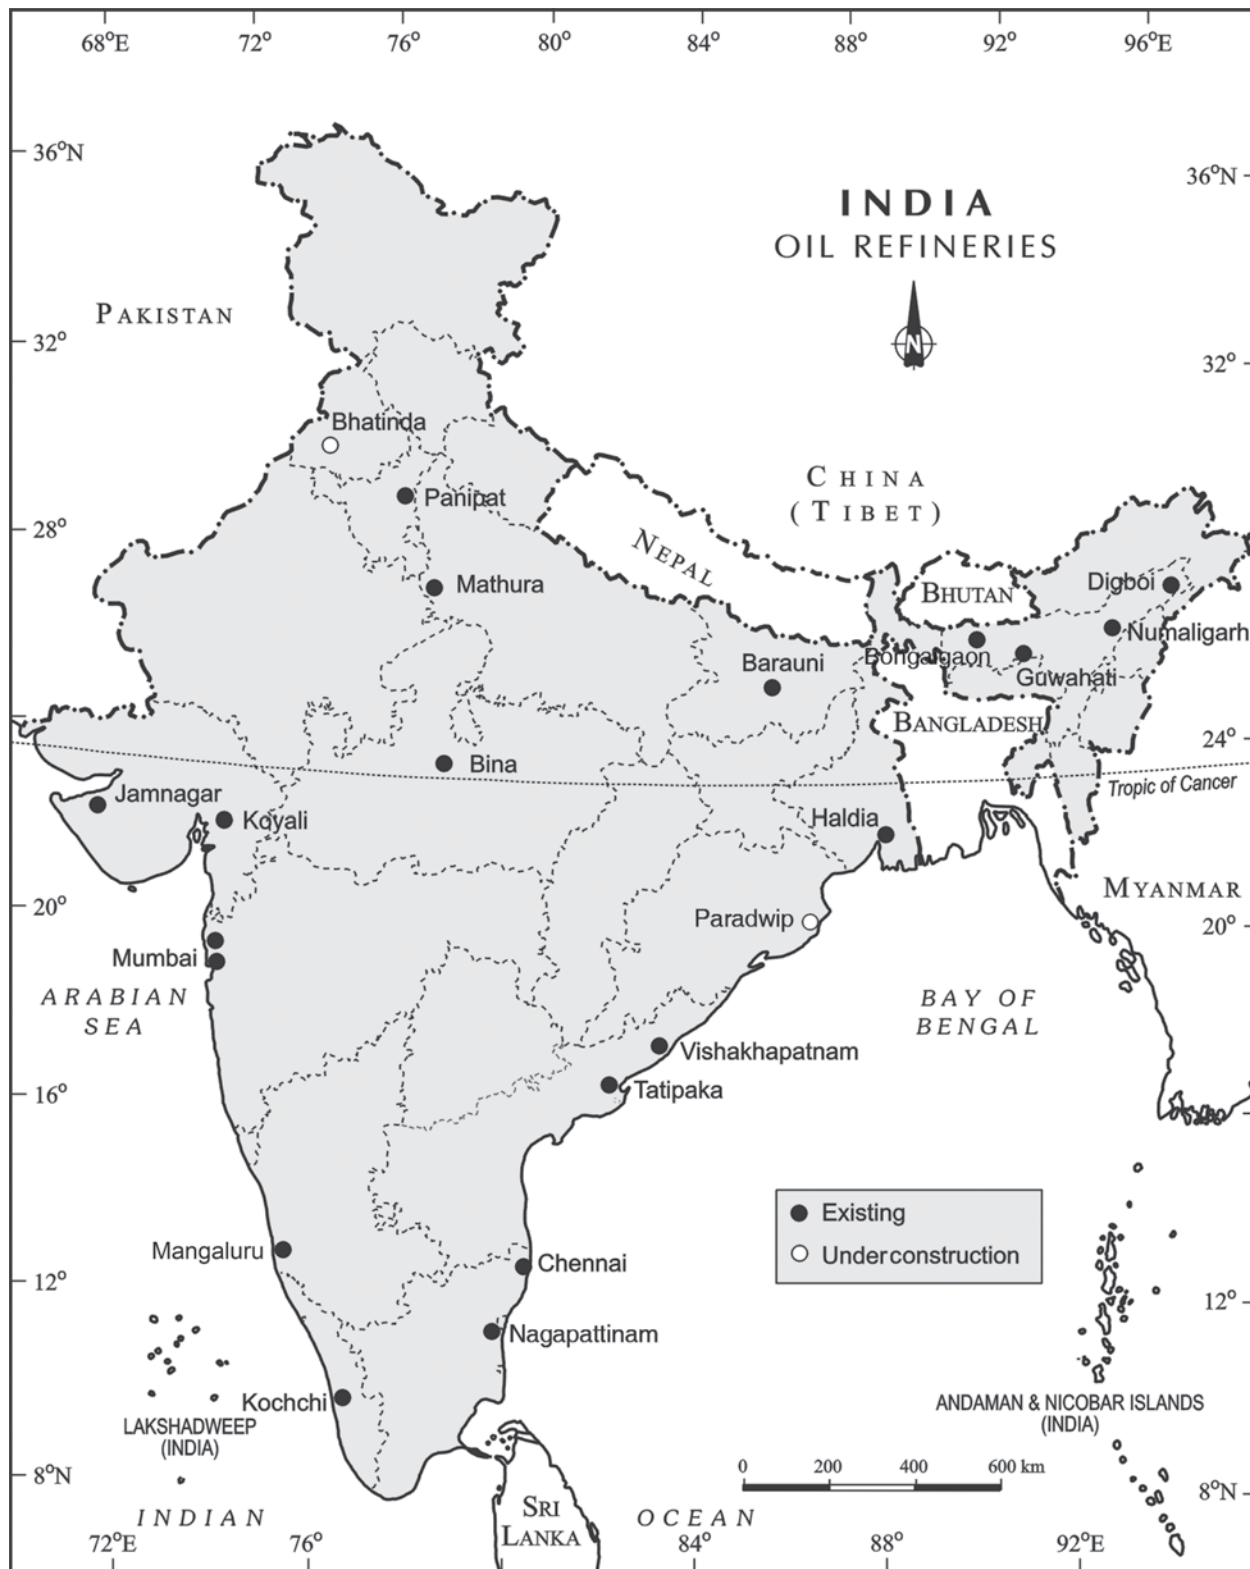 68°E 72° 76° 80° 84° 88° 92° 96°E
36°N
36°N
INDIA
OIL REFINERIES
N
PAKISTAN
32°
32°
Bhatinda
CHINA
(TIBET)
Panipat
28°
NEPAL
Mathura
BHUTAN
Digboi
Numaligarh
Bongaigaon
Guwahati
Barauni
BANGLADESH
24°
Bina
Tropic of Cancer
Jamnagar
Koyali
Haldia
MYANMAR
20°
20°
Paradwip
Mumbai
ARABIAN
SEA
BAY OF
BENGAL
Vishakhapatnam
Tatipaka
16°
Existing
Under construction
Mangaluru
Chennai
12°
12°
Nagapattinam
Kochchi
LAKSHADWEEP
(INDIA)
ANDAMAN & NICOBAR ISLANDS
(INDIA)
0 200 400 600 km
8°N
8°N
SRI
LANKA
INDIAN OCEAN
72°E 76° 84° 88° 92°E